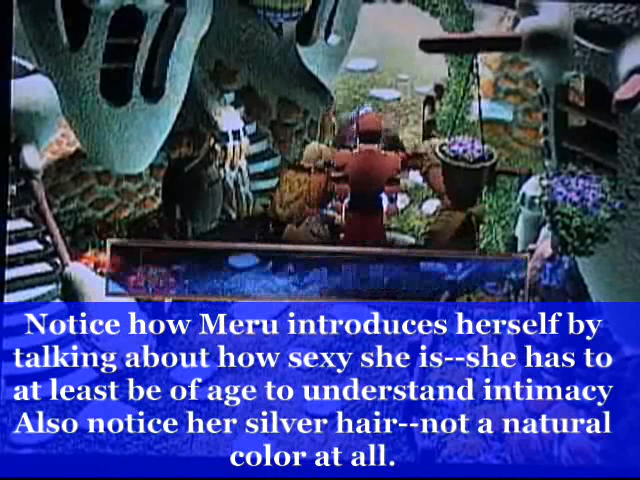 Notice how Meru introduces herself by
talking about how sexy she is--she has to
at least be of age to understand intimacy
Also notice her silver hair--not a natural
color at all.